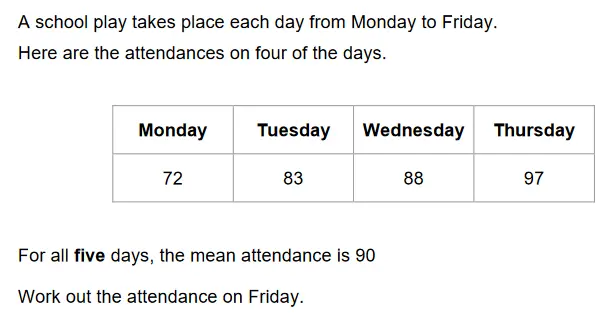 A school play takes place each day from Monday to Friday.
Here are the attendances on four of the days.
Monday Tuesday Wednesday Thursday
72 83 88 97
For all five days, the mean attendance is 90
Work out the attendance on Friday.